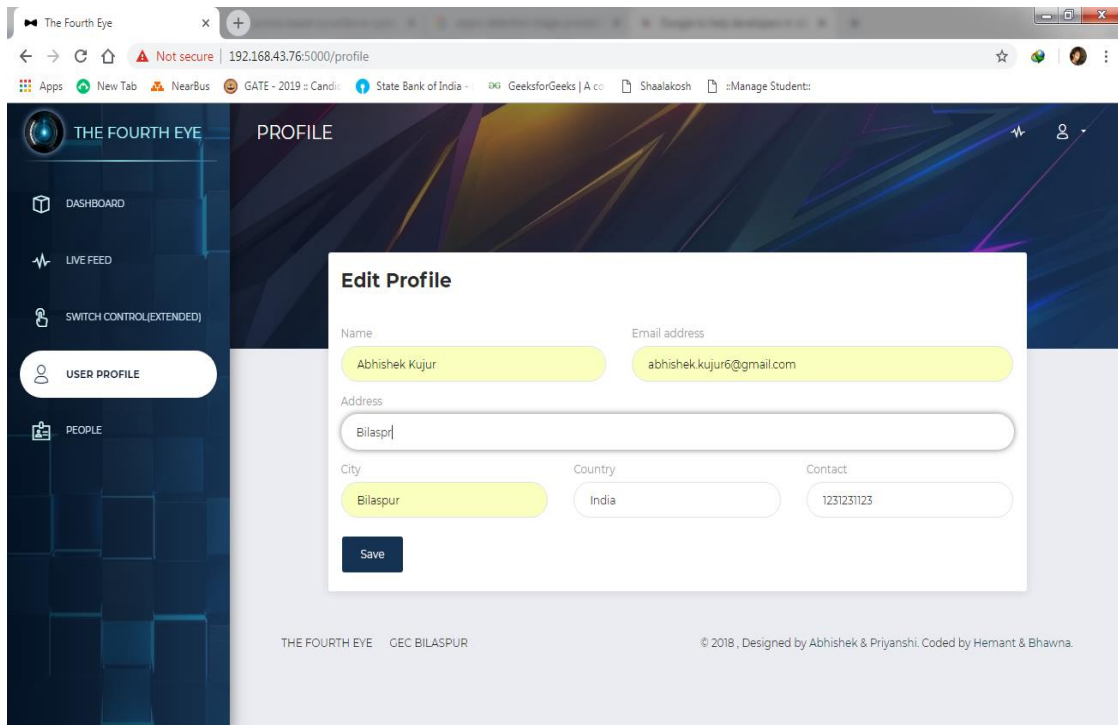 The Fourth Eye
Not secure 192.168.43.76:5000/profile
Apps New Tab NearBus GATE - 2019 :: Candi State Bank of India - GeeksforGeeks | A co Shaalakosh ::Manage Student::
THE FOURTH EYE
PROFILE
DASHBOARD
LIVE FEED
SWITCH CONTROL(EXTENDED)
USER PROFILE
PEOPLE
Edit Profile
Name Email address
Abhishek Kujur abhishek.kujur6@gmail.com
Address
Bilaspr
City Country Contact
Bilaspur India 1231231123
Save
THE FOURTH EYE GEC BILASPUR © 2018 , Designed by Abhishek & Priyanshi. Coded by Hemant & Bhawna.